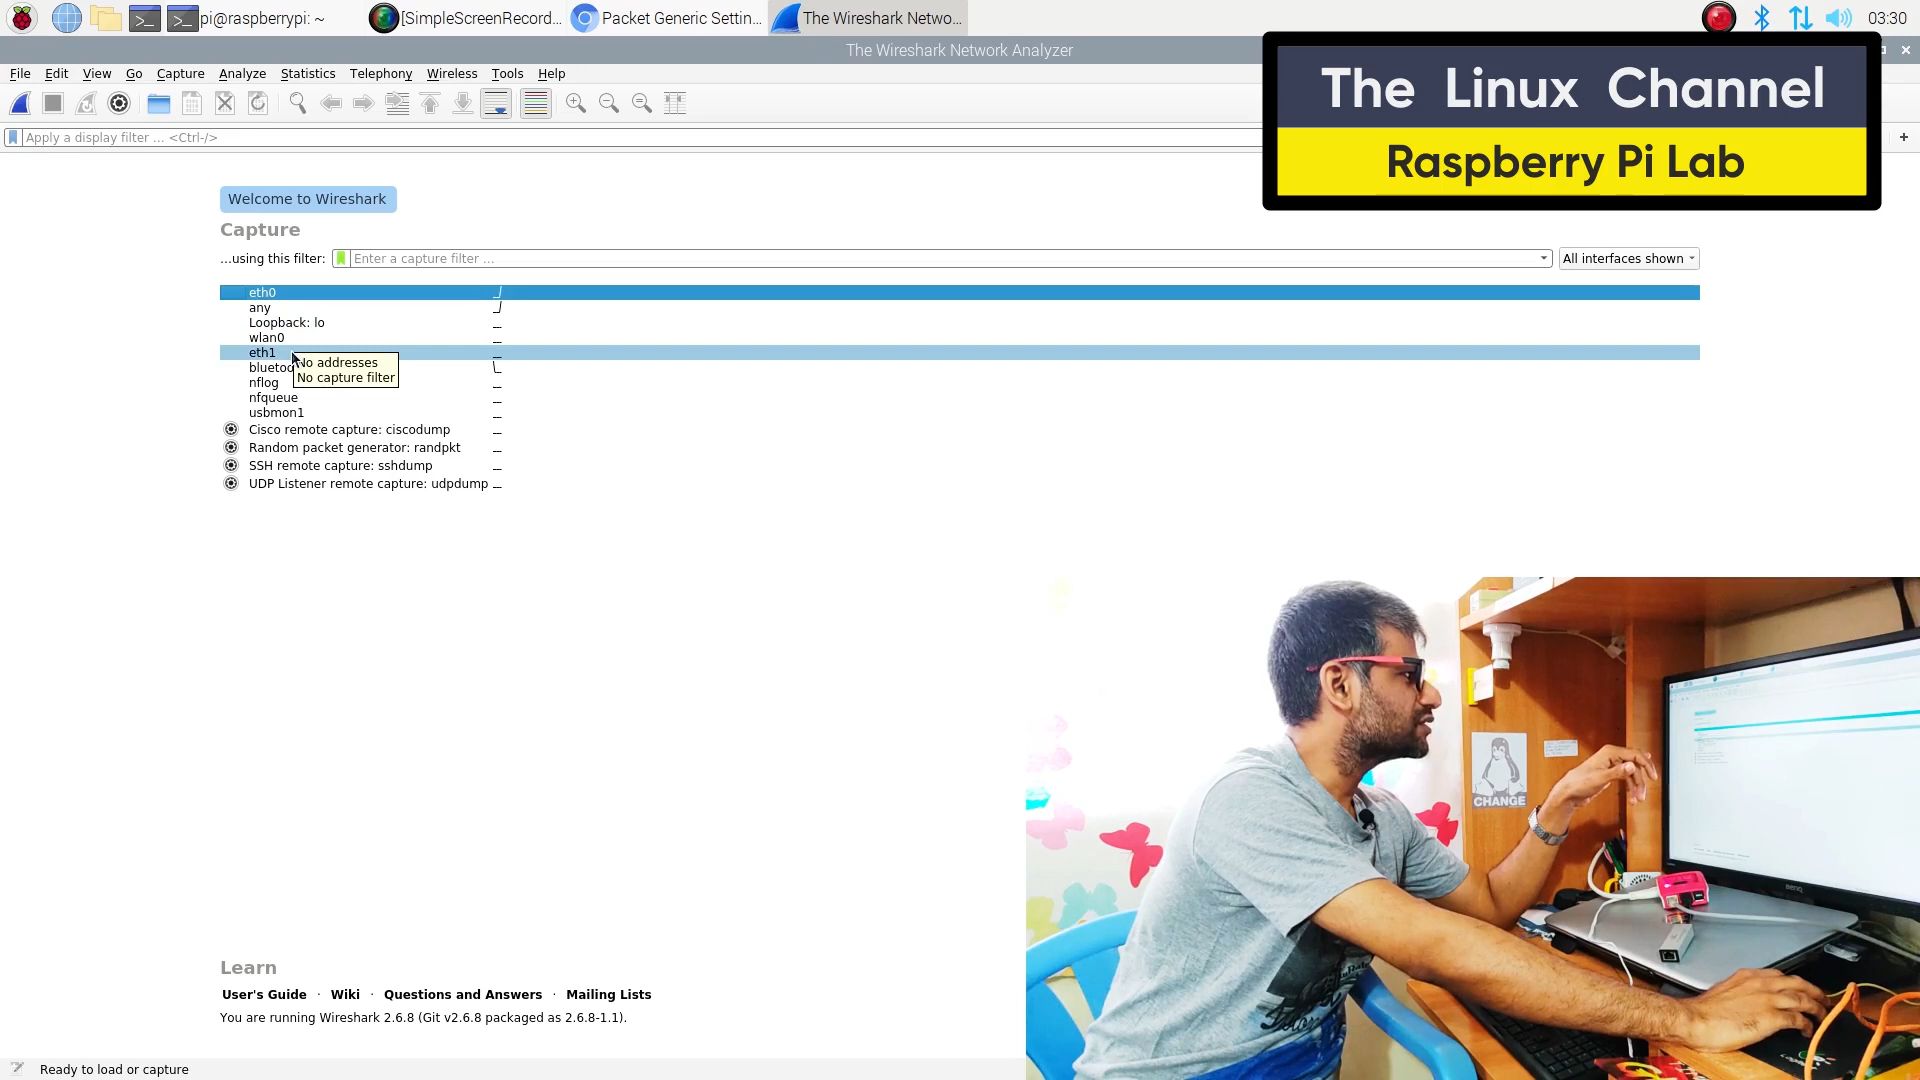 pi@raspberrypi: ~
[SimpleScreenRecord...
Packet Generic Settin...
The Wireshark Netwo...
03:30
The Wireshark Network Analyzer
File Edit View Go Capture Analyze Statistics Telephony Wireless Tools Help
The Linux Channel
Raspberry Pi Lab
Apply a display filter ... <Ctrl-/>
+
Welcome to Wireshark
Capture
...using this filter: Enter a capture filter ... All interfaces shown
eth0
any
Loopback: lo
wlan0
eth1
No addresses
bluetoo
No capture filter
nflog
nfqueue
usbmon1
Cisco remote capture: ciscodump
Random packet generator: randpkt
SSH remote capture: sshdump
UDP Listener remote capture: udpdump
CHANGE
BenQ
Learn
User's Guide · Wiki · Questions and Answers · Mailing Lists
You are running Wireshark 2.6.8 (Git v2.6.8 packaged as 2.6.8-1.1).
Ready to load or capture